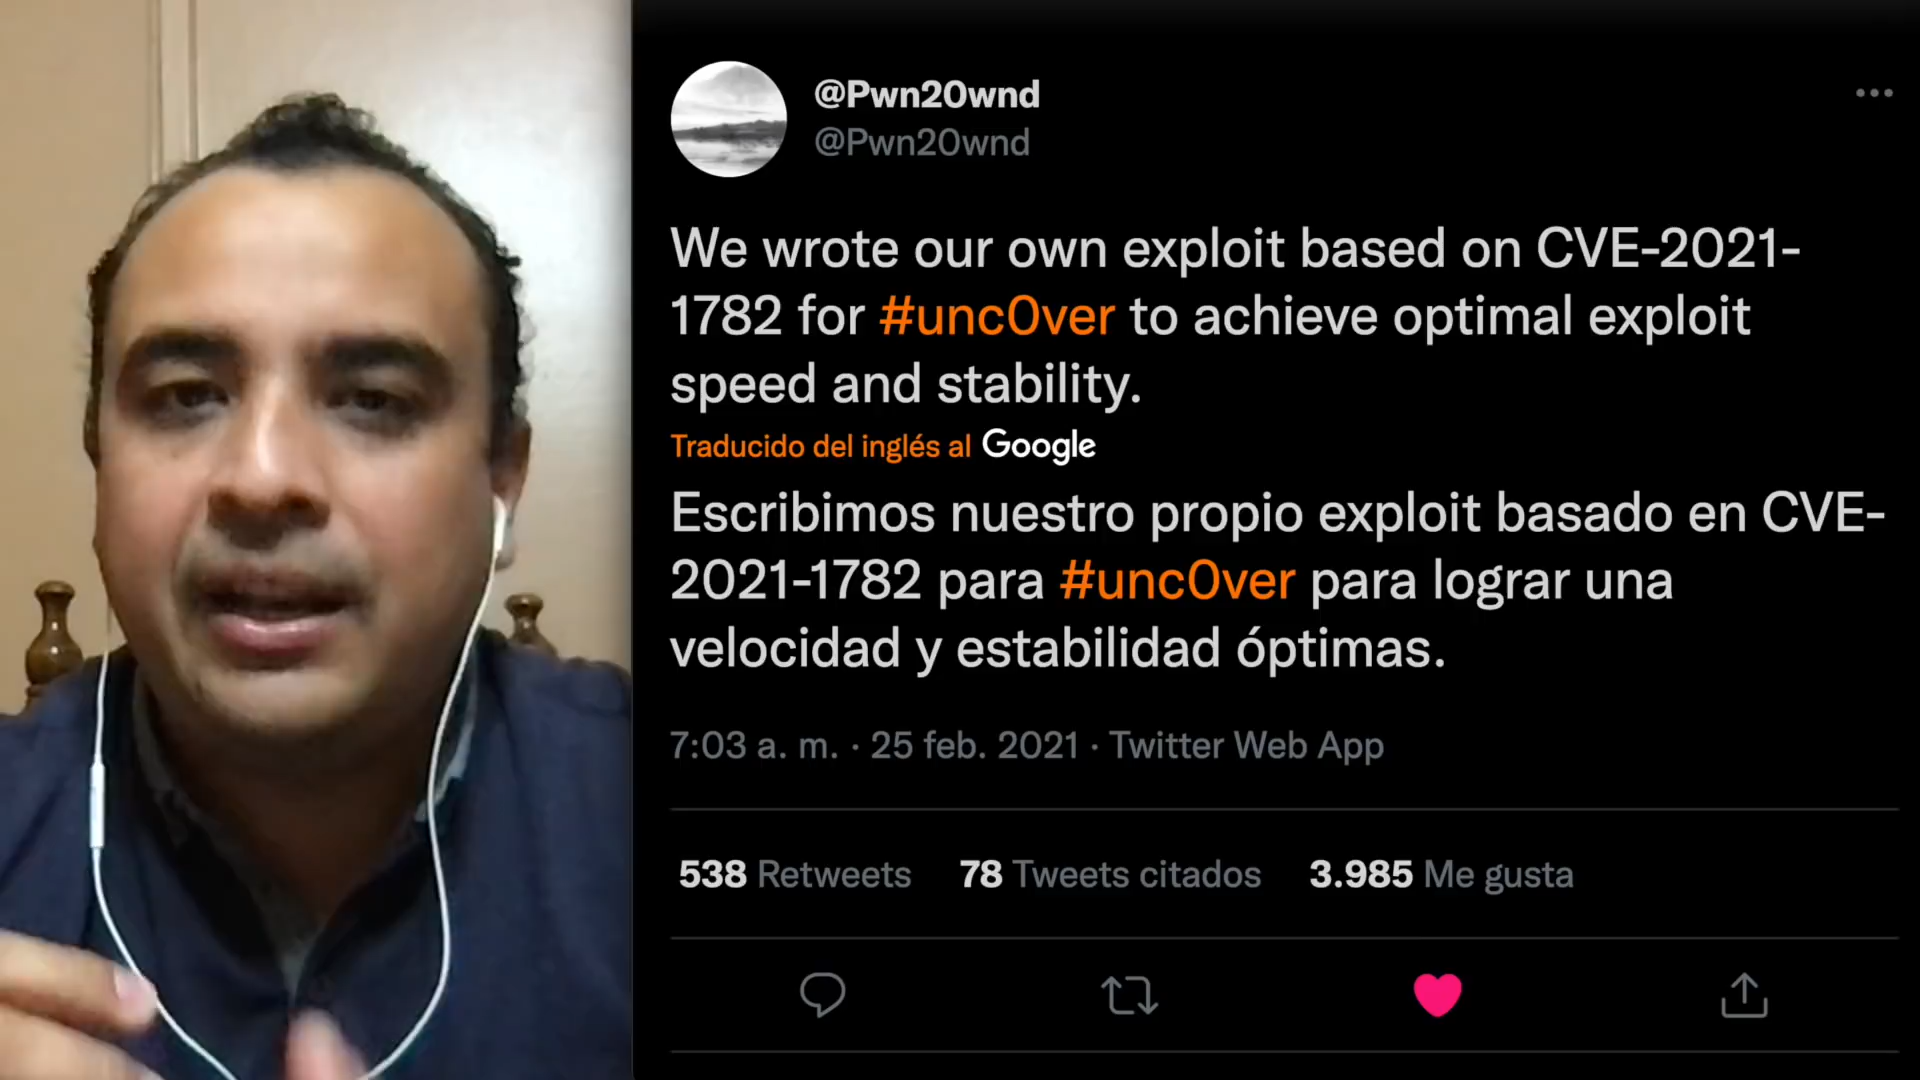 @Pwn20wnd
@Pwn20wnd
We wrote our own exploit based on CVE-2021-
1782 for #unc0ver to achieve optimal exploit
speed and stability.
Traducido del inglés al Google
Escribimos nuestro propio exploit basado en CVE-
2021-1782 para #unc0ver para lograr una
velocidad y estabilidad óptimas.
7:03 a. m. · 25 feb. 2021 · Twitter Web App
538 Retweets 78 Tweets citados 3.985 Me gusta